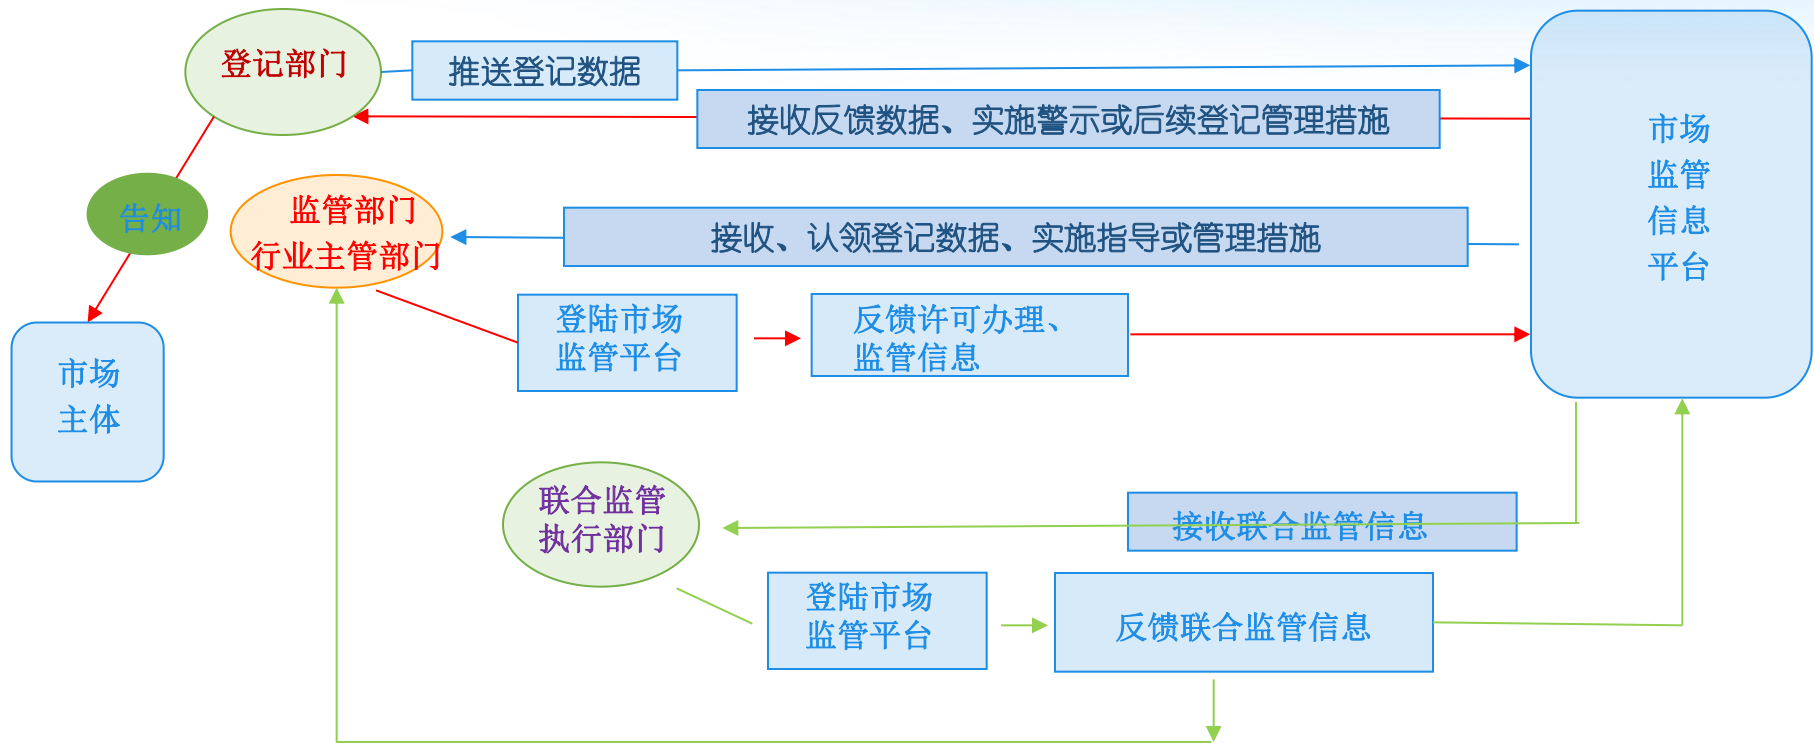 登记部门
推送登记数据
接收反馈数据、实施警示或后续登记管理措施
市场
监管
信息
平台
告知
监管部门
行业主管部门
接收、认领登记数据、实施指导或管理措施
登陆市场
监管平台
反馈许可办理、
监管信息
市场
主体
联合监管
执行部门
接收联合监管信息
登陆市场
监管平台
反馈联合监管信息